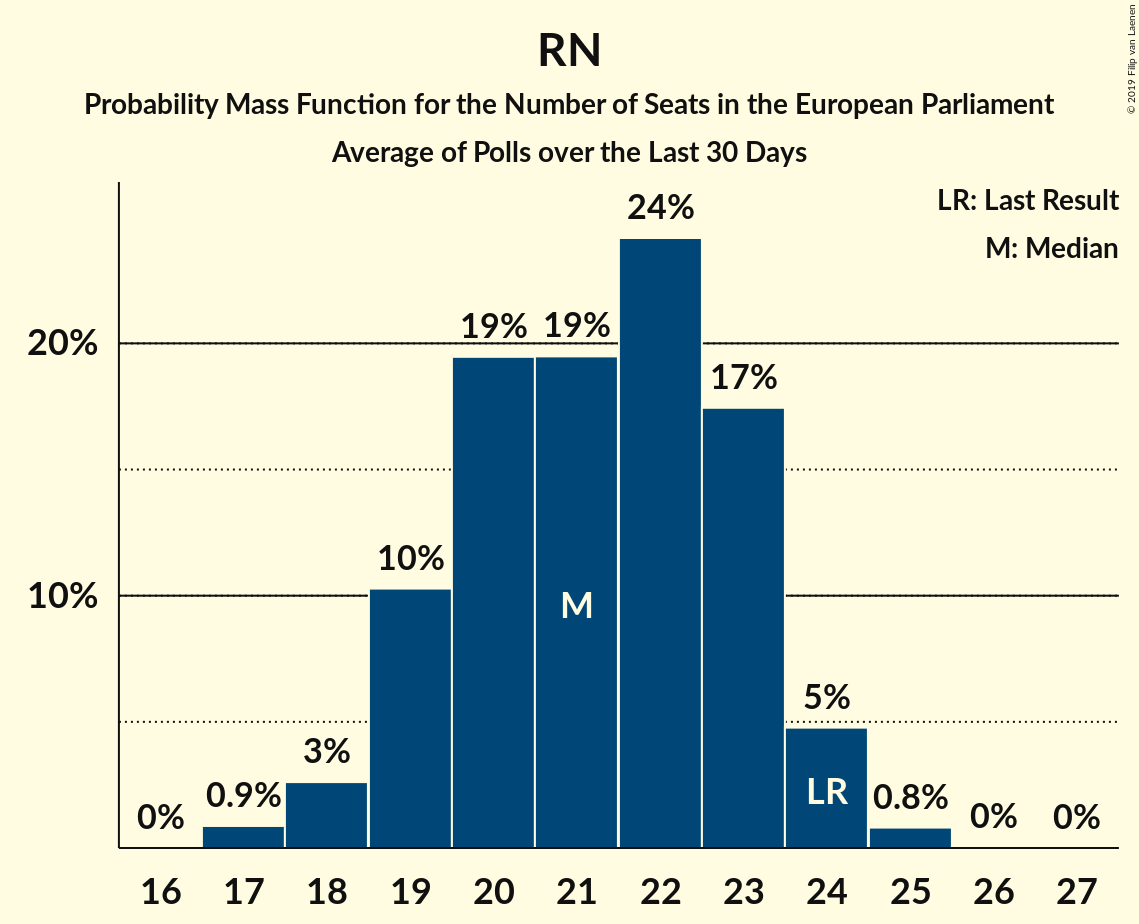 RN
Probability Mass Function for the Number of Seats in the European Parliament
Average of Polls over the Last 30 Days
© 2019 Filip van Laenen
LR: Last Result
M: Median
20%
10%
0%
0.9%
3%
10%
19%
19%
24%
17%
5%
0.8%
0%
0%
M
LR
16 17 18 19 20 21 22 23 24 25 26 27